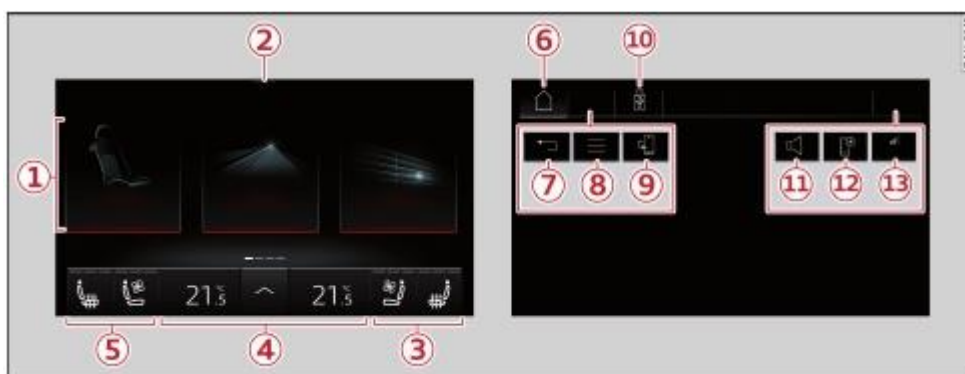 ② ⑥ ⑩
①
⑦ ⑧ ⑨ ⑪ ⑫ ⑬
21.5°C 21.5°C
⑤ ④ ③